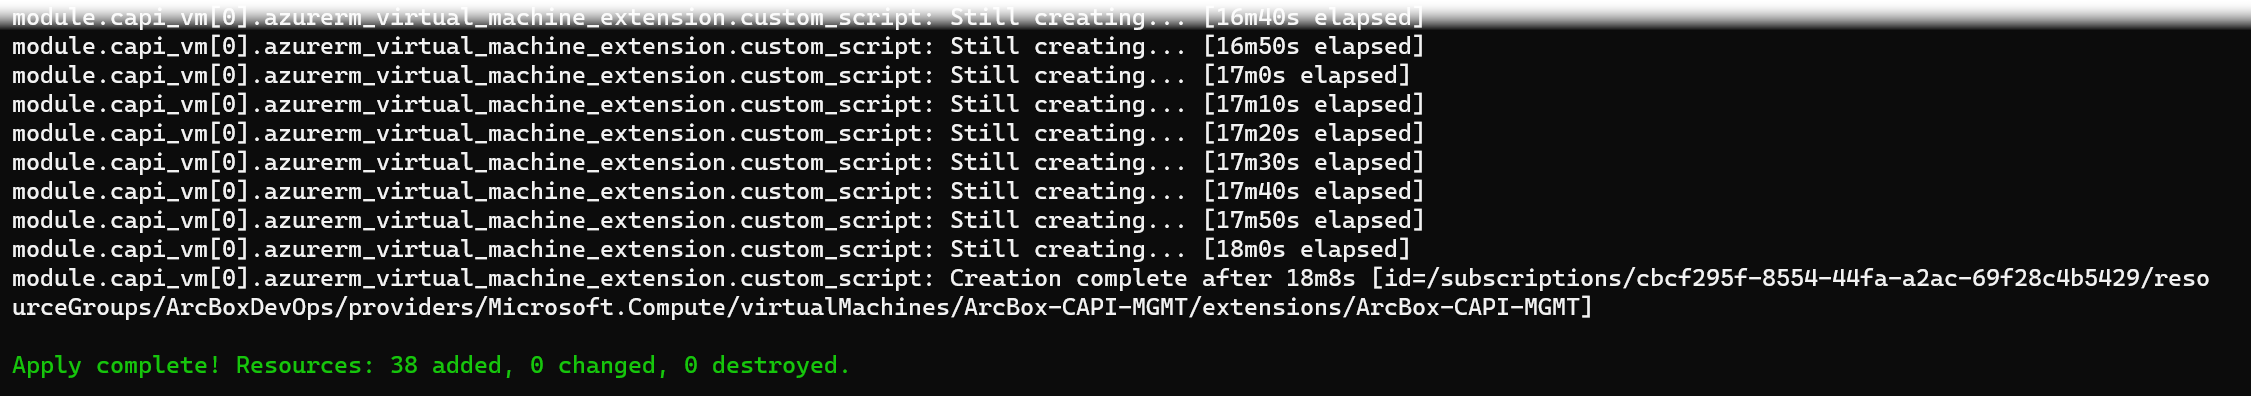 module.capi_vm[0].azurerm_virtual_machine_extension.custom_script: Still creating... [16m40s elapsed]
module.capi_vm[0].azurerm_virtual_machine_extension.custom_script: Still creating... [16m50s elapsed]
module.capi_vm[0].azurerm_virtual_machine_extension.custom_script: Still creating... [17m0s elapsed]
module.capi_vm[0].azurerm_virtual_machine_extension.custom_script: Still creating... [17m10s elapsed]
module.capi_vm[0].azurerm_virtual_machine_extension.custom_script: Still creating... [17m20s elapsed]
module.capi_vm[0].azurerm_virtual_machine_extension.custom_script: Still creating... [17m30s elapsed]
module.capi_vm[0].azurerm_virtual_machine_extension.custom_script: Still creating... [17m40s elapsed]
module.capi_vm[0].azurerm_virtual_machine_extension.custom_script: Still creating... [17m50s elapsed]
module.capi_vm[0].azurerm_virtual_machine_extension.custom_script: Still creating... [18m0s elapsed]
module.capi_vm[0].azurerm_virtual_machine_extension.custom_script: Creation complete after 18m8s [id=/subscriptions/cbcf295f-8554-44fa-a2ac-69f28c4b5429/reso
urceGroups/ArcBoxDevOps/providers/Microsoft.Compute/virtualMachines/ArcBox-CAPI-MGMT/extensions/ArcBox-CAPI-MGMT]
Apply complete! Resources: 38 added, 0 changed, 0 destroyed.